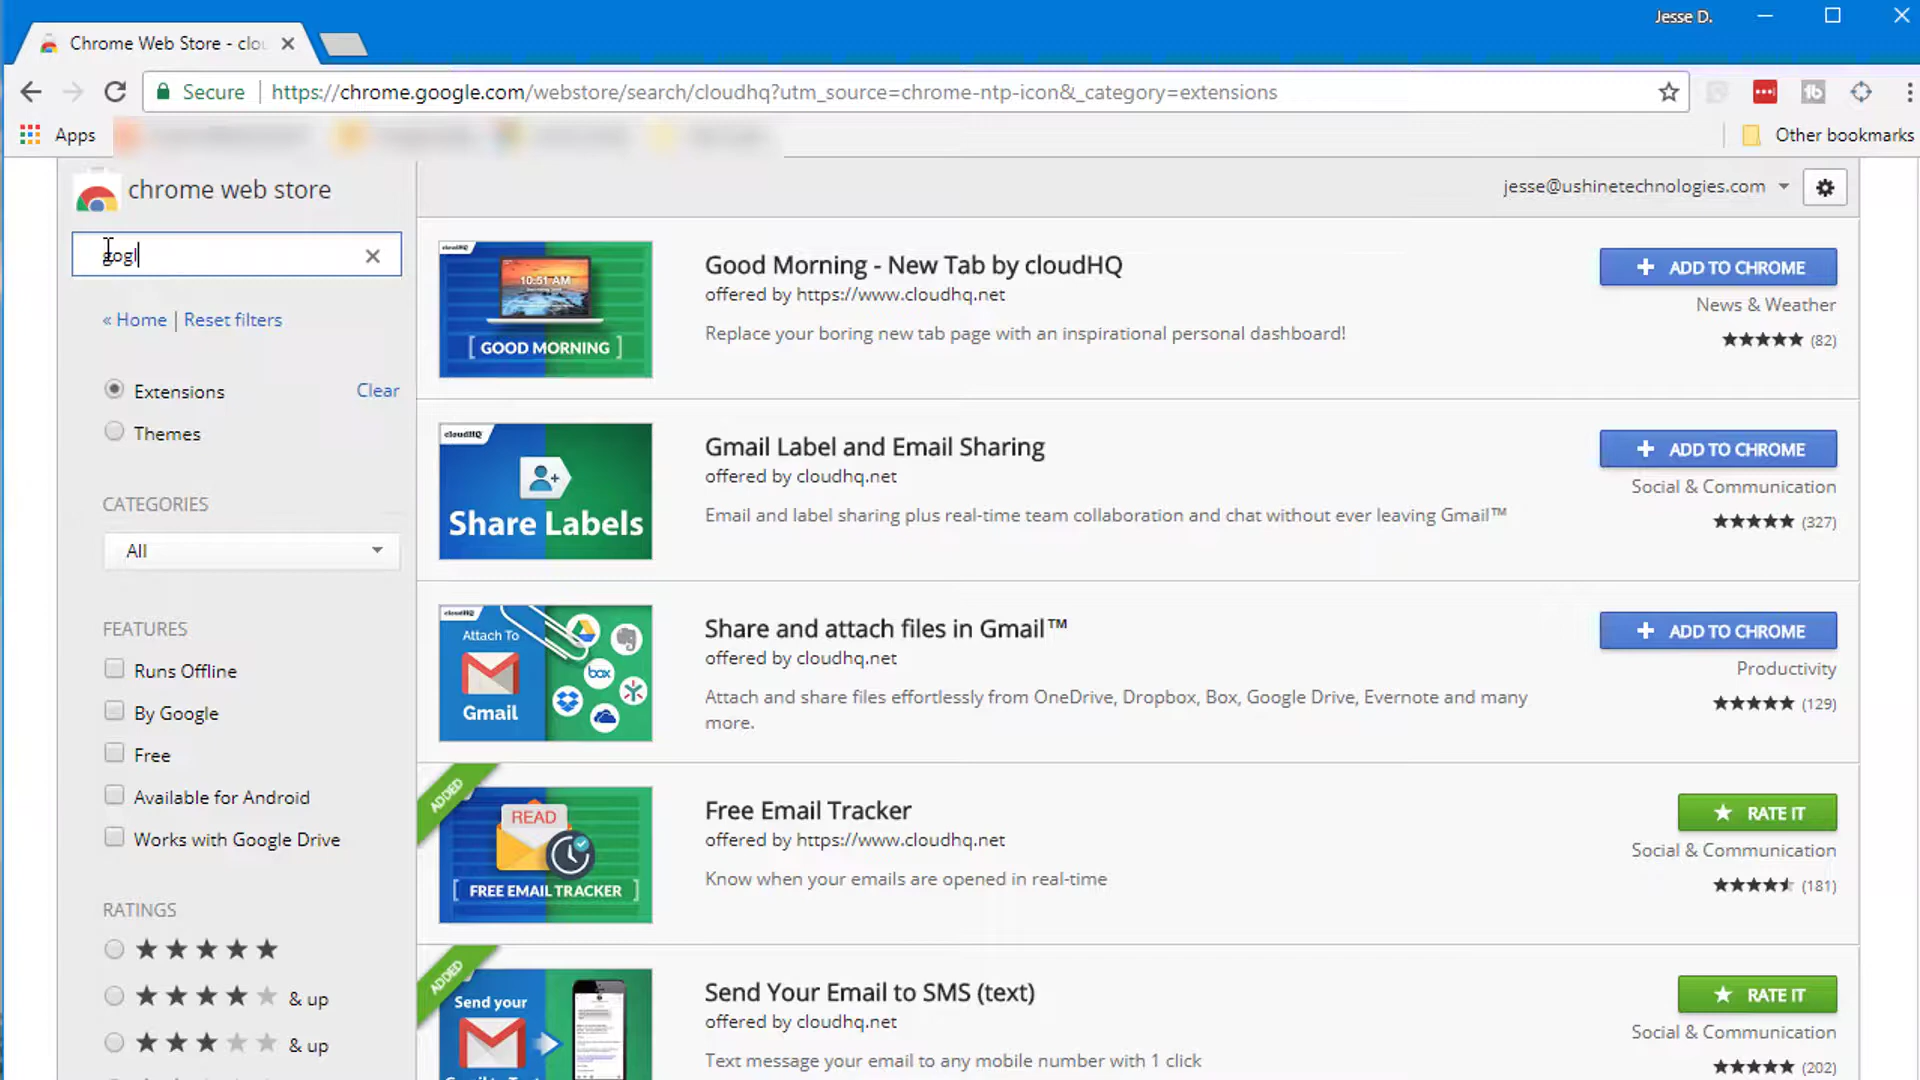 Jesse D.
Chrome Web Store - clo
Secure
https://chrome.google.com/webstore/search/cloudhq?utm_source=chrome-ntp-icon&_category=extensions
Apps
Other bookmarks
chrome web store
jesse@ushinetechnologies.com
gogl
« Home | Reset filters
Extensions
Clear
Themes
CATEGORIES
All
FEATURES
Runs Offline
By Google
Free
Available for Android
Works with Google Drive
RATINGS
& up
& up
cloudHQ
10:51 AM
[ GOOD MORNING ]
Good Morning - New Tab by cloudHQ
offered by https://www.cloudhq.net
Replace your boring new tab page with an inspirational personal dashboard!
+ ADD TO CHROME
News & Weather
(82)
cloudHQ
Share Labels
Gmail Label and Email Sharing
offered by cloudhq.net
Email and label sharing plus real-time team collaboration and chat without ever leaving Gmail™
+ ADD TO CHROME
Social & Communication
(327)
cloudHQ
Attach To
Gmail
box
Share and attach files in Gmail™
offered by cloudhq.net
Attach and share files effortlessly from OneDrive, Dropbox, Box, Google Drive, Evernote and many
more.
+ ADD TO CHROME
Productivity
(129)
ADDED
READ
[ FREE EMAIL TRACKER ]
Free Email Tracker
offered by https://www.cloudhq.net
Know when your emails are opened in real-time
RATE IT
Social & Communication
(181)
ADDED
Send your
Send Your Email to SMS (text)
offered by cloudhq.net
Text message your email to any mobile number with 1 click
RATE IT
Social & Communication
(202)